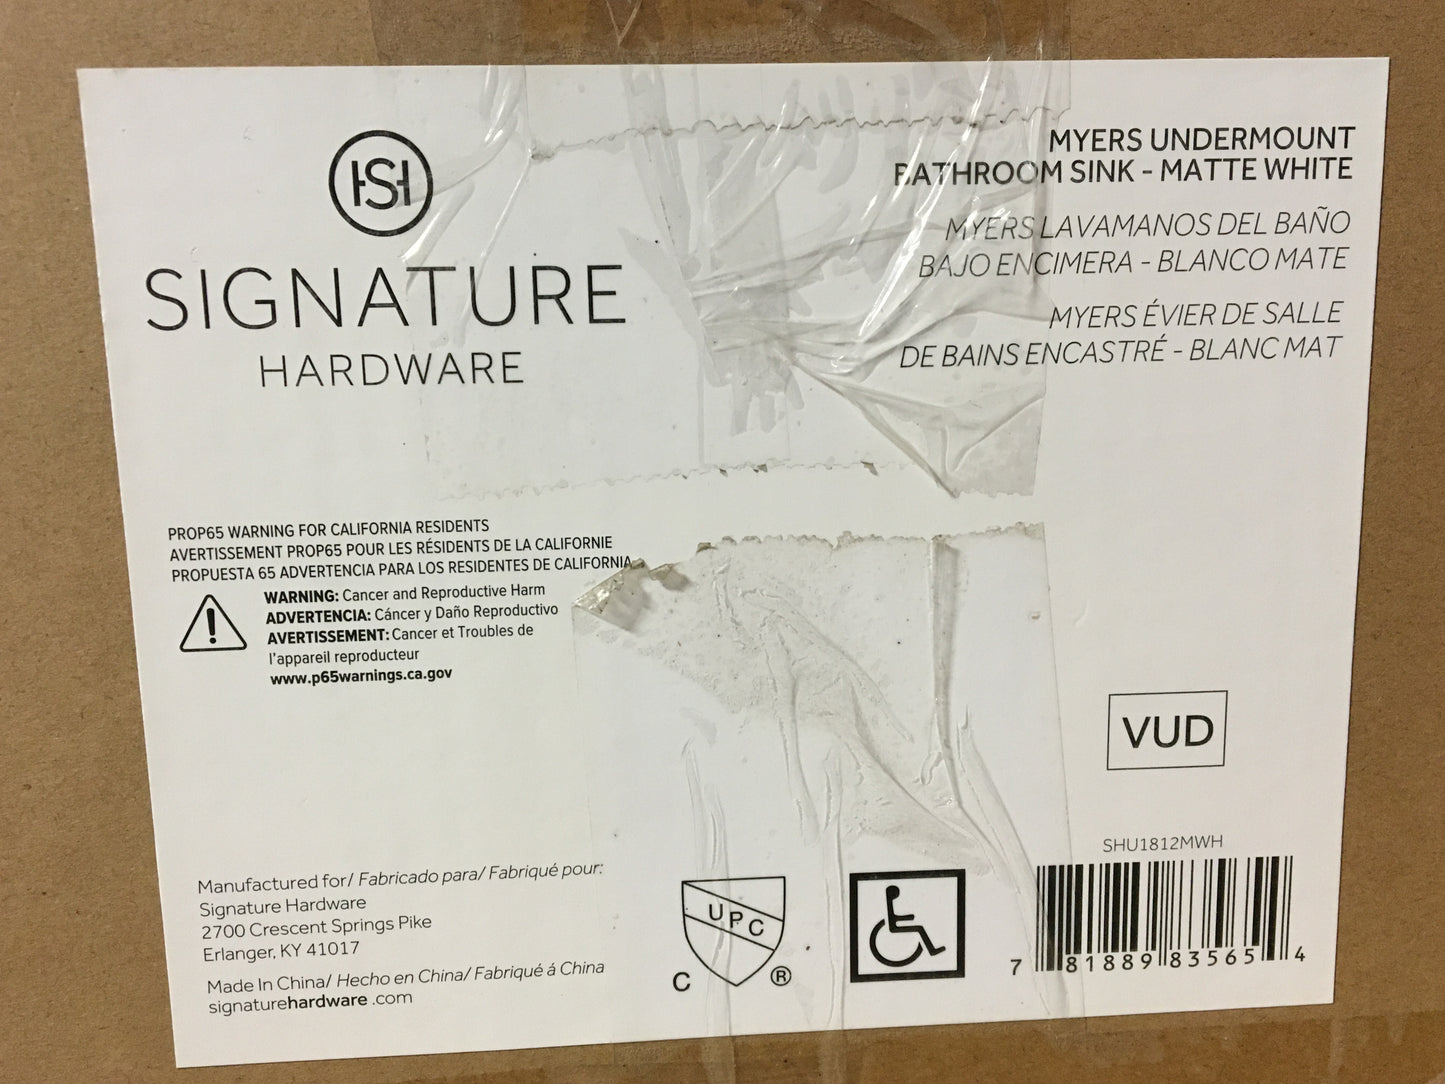 SIGNATURE
HARDWARE
MYERS UNDERMOUNT
BATHROOM SINK - MATTE WHITE
MYERS LAVAMANOS DEL BAÑO
BAJO ENCIMERA - BLANCO MATE
MYERS ÉVIER DE SALLE
DE BAINS ENCASTRÉ - BLANC MAT
PROP65 WARNING FOR CALIFORNIA RESIDENTS
AVERTISSEMENT PROP65 POUR LES RÉSIDENTS DE LA CALIFORNIE
PROPUESTA 65 ADVERTENCIA PARA LOS RESIDENTES DE CALIFORNIA
WARNING: Cancer and Reproductive Harm
ADVERTENCIA: Cáncer y Daño Reproductivo
AVERTISSEMENT: Cancer et Troubles de
l'appareil reproducteur
www.p65warnings.ca.gov
VUD
Manufactured for/ Fabricado para/ Fabriqué pour:
Signature Hardware
2700 Crescent Springs Pike
Erlanger, KY 41017
Made In China/ Hecho en China/ Fabriqué á China
signaturehardware .com
UPC
C ®
SHU1812MWH
7 81889 83565 4